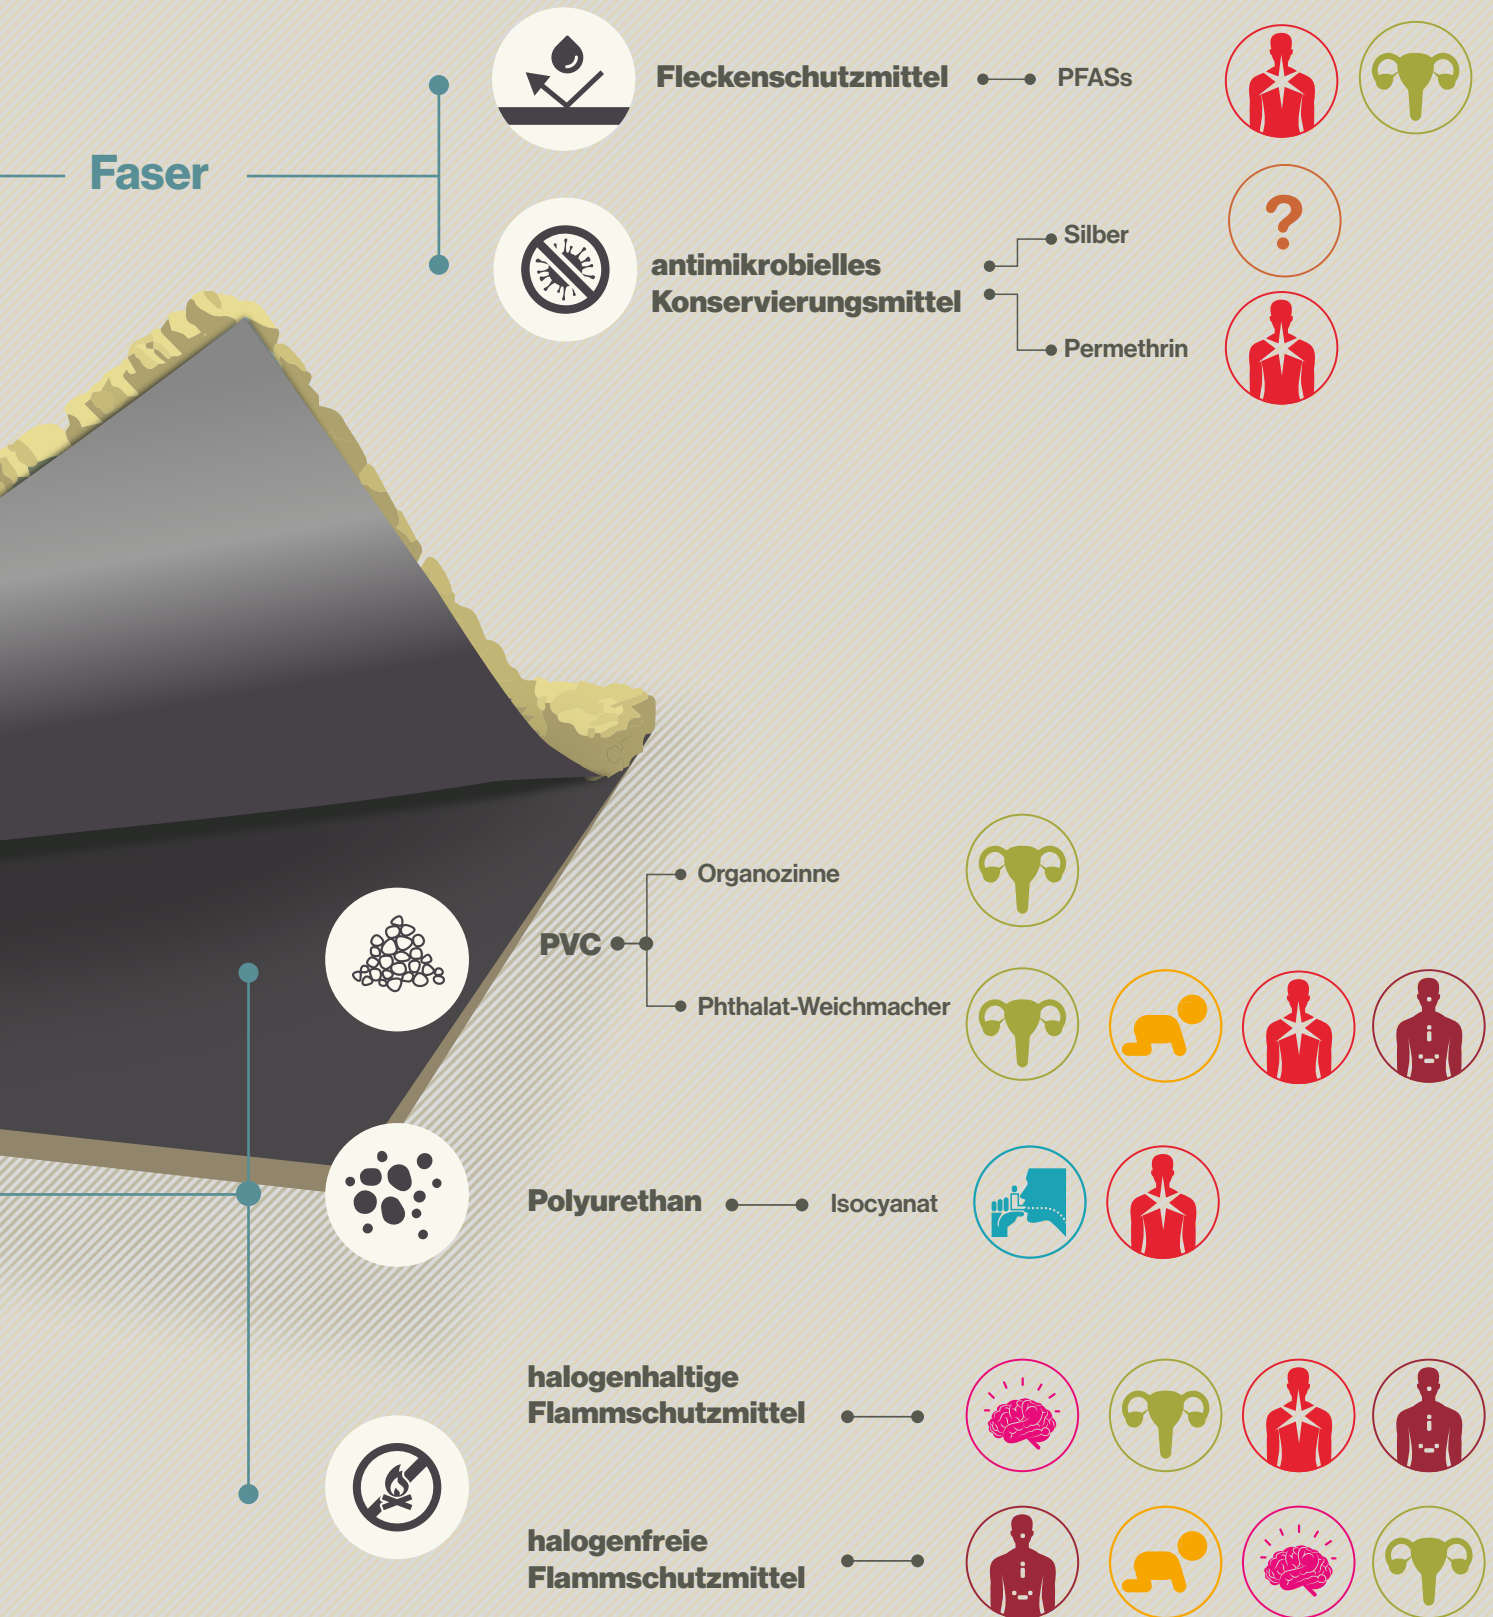 Fleckenschutzmittel
PFASs
Faser
Silber
antimikrobielles
Konservierungsmittel
Permethrin
?
Organozinne
PVC
Phthalat-Weichmacher
Polyurethan
Isocyanat
halogenhaltige
Flammschutzmittel
halogenfreie
Flammschutzmittel